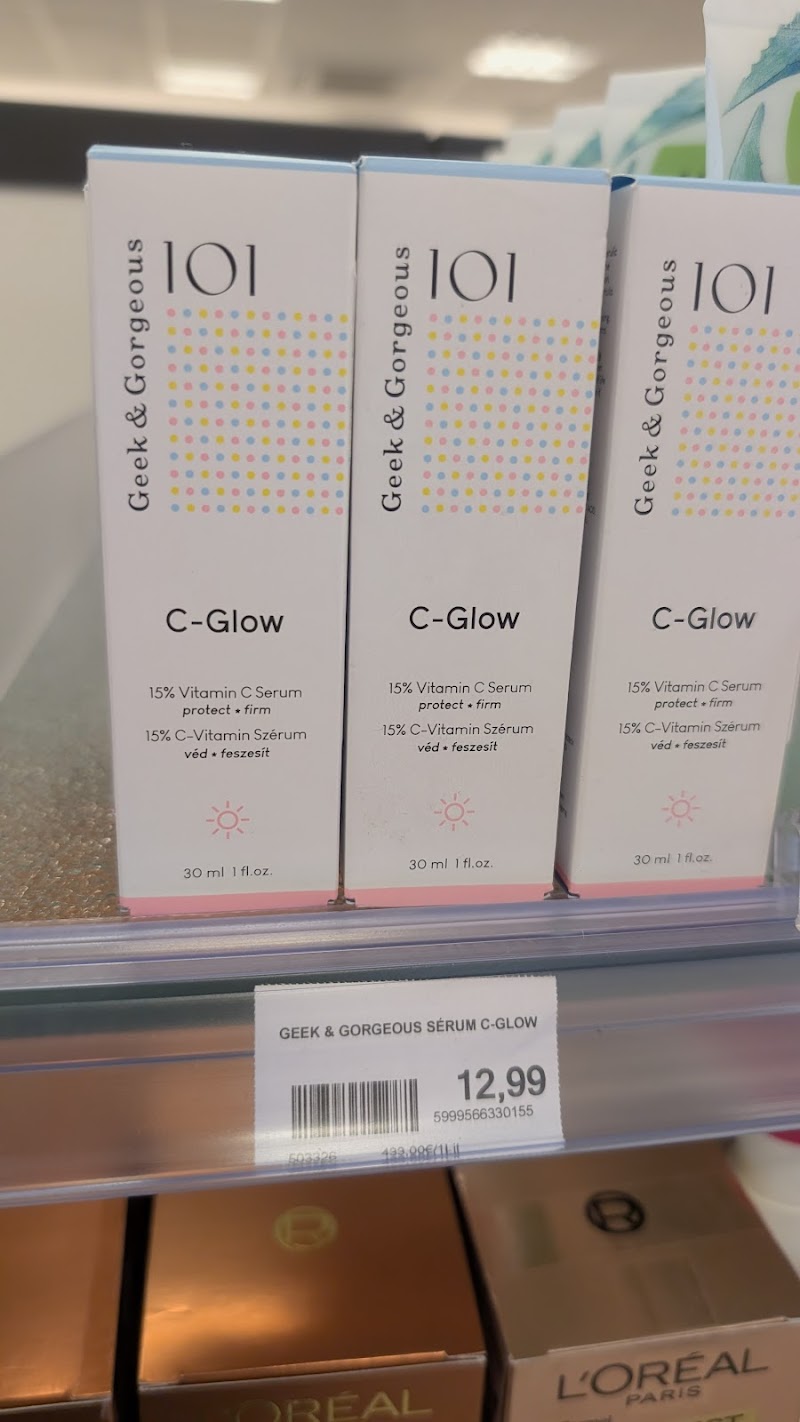 Geek & Gorgeous
101
C-Glow
15% Vitamin C Serum
protect • firm
15% C-Vitamin Szérum
véd • feszesít
30 ml 1 fl.oz.
Geek & Gorgeous
101
C-Glow
15% Vitamin C Serum
protect • firm
15% C-Vitamin Szérum
véd • feszesít
30 ml 1 fl.oz.
Geek & Gorgeous
101
C-Glow
15% Vitamin C Serum
protect • firm
15% C-Vitamin Szérum
véd • feszesít
30 ml 1 fl.oz.
GEEK & GORGEOUS SÉRUM C-GLOW
12,99
5999566330155
L'ORÉAL
PARIS